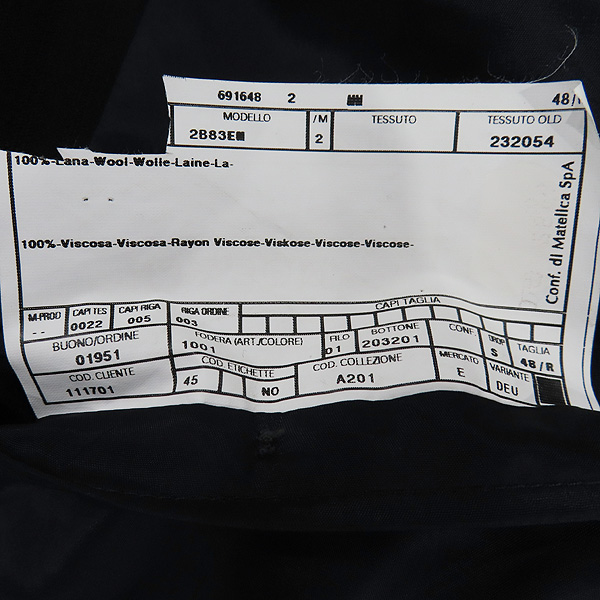 691648 2 48/
MODELLO /M TESSUTO TESSUTO OLD
2B83E 2 232054
100%-Lana-Wool-Wolle-Laine-La-
100%-Viscosa-Viscosa-Rayon Viscose-Viskose-Viscose-Viscose-
Conf. di Matelica SpA
M-PROD CAPI TES CAPI RIGA RIGA ORDINE CAPI TAGLIA
-- 0022 005 003
BUONO/ORDINE FODERA (ART./COLORE) FILO BOTTONE CONF DROP TAGLIA
01951 1001 01 203201 S 48/R
COD. CLIENTE COD. ETICHETTE COD. COLLEZIONE MERCATO VARIANTE
111701 45 NO A201 E DEU